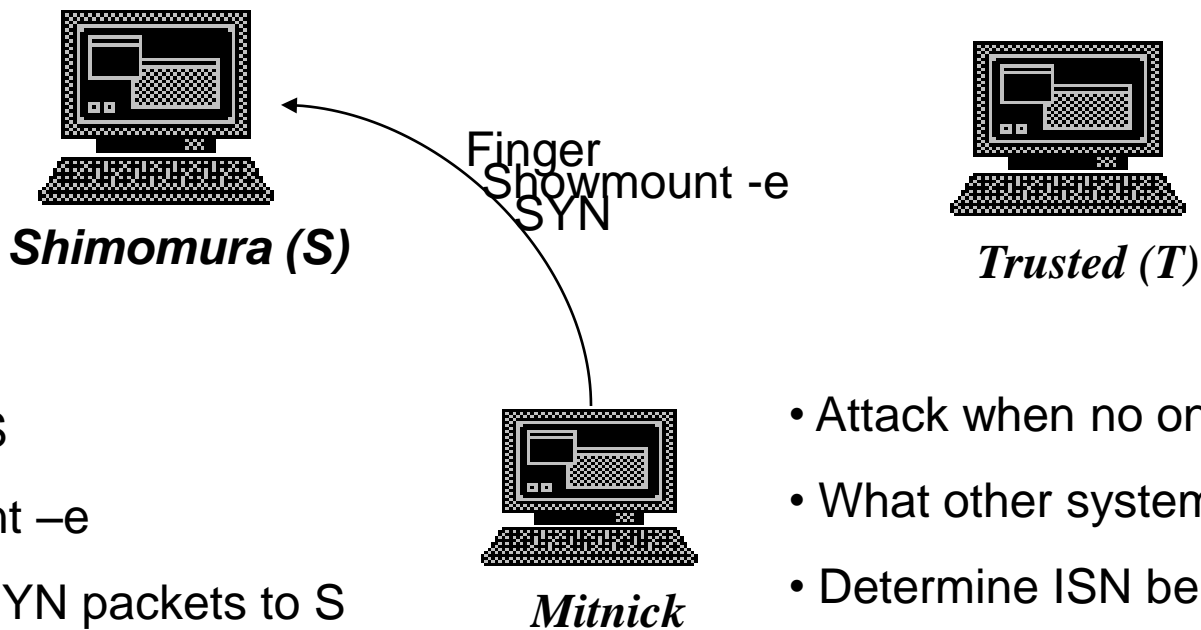 Finger
Showmount -e
SYN
Shimomura (S)
Trusted (T)
S
nt –e
YN packets to S
Mitnick
• Attack when no on
• What other system
• Determine ISN be